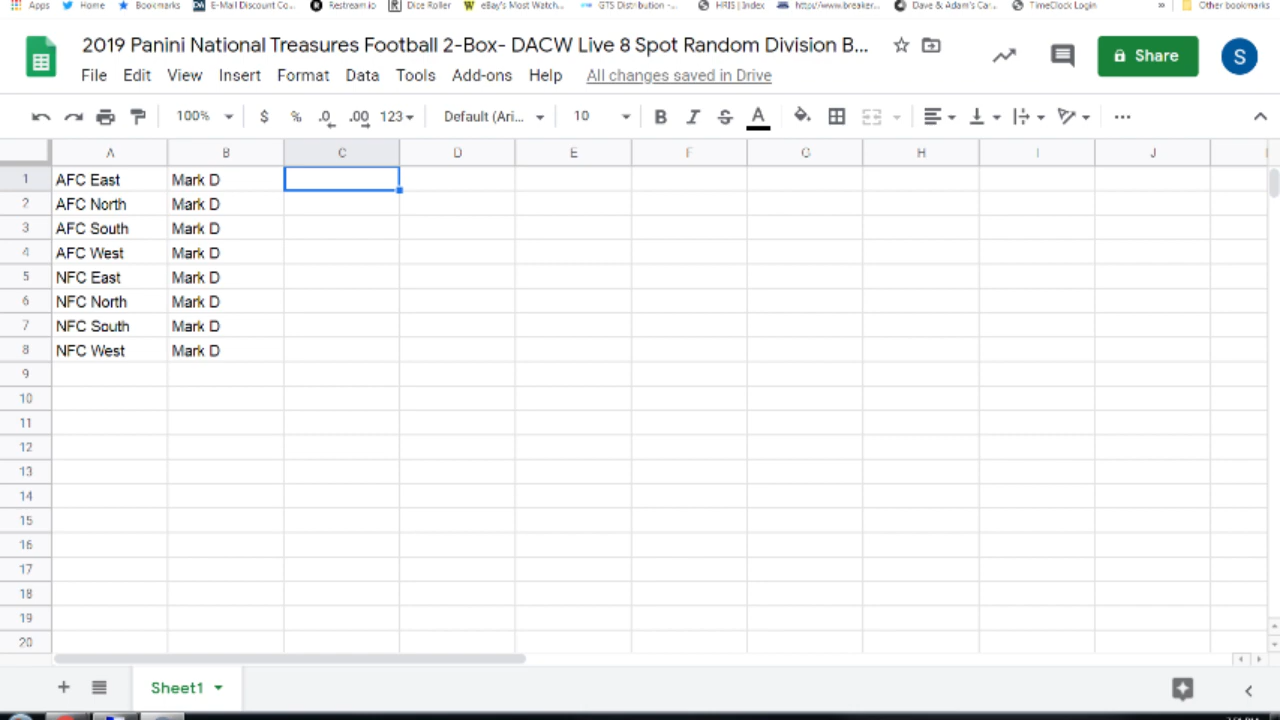 Apps Home Bookmarks E-Mail Discount Co... Restream.io Dice Roller eBay's Most Watch... GTS Distribution -... HRIS | Index http://www.breaker... Dave & Adam's Car... TimeClock Login » Other bookmarks
2019 Panini National Treasures Football 2-Box- DACW Live 8 Spot Random Division B...
File Edit View Insert Format Data Tools Add-ons Help All changes saved in Drive
Share S
100% $ % .0 .00 123 Default (Ari... 10 B I S A ...
A B C D E F G H I J
1 AFC East Mark D
2 AFC North Mark D
3 AFC South Mark D
4 AFC West Mark D
5 NFC East Mark D
6 NFC North Mark D
7 NFC South Mark D
8 NFC West Mark D
9
10
11
12
13
14
15
16
17
18
19
20
Sheet1